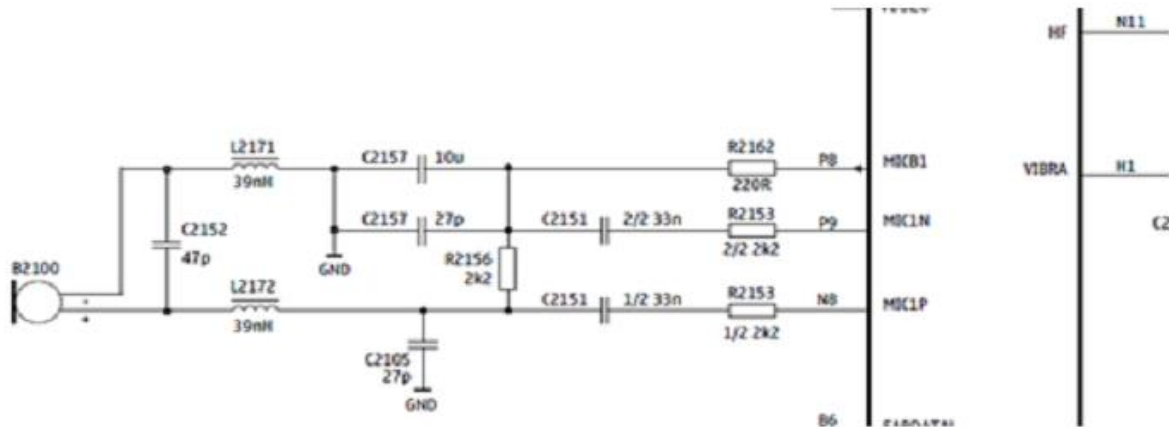 HF
N11
L2171
39nH
C2157
10u
R2162
220R
P8
MICB1
VIBRA
H1
C2152
47p
C2157
27p
C2151
2/2 33n
R2153
2/2 2k2
P9
MIC1N
C2
GND
R2156
2k2
B2100
L2172
39nH
C2151
1/2 33n
R2153
1/2 2k2
N8
MIC1P
C2105
27p
GND
B6